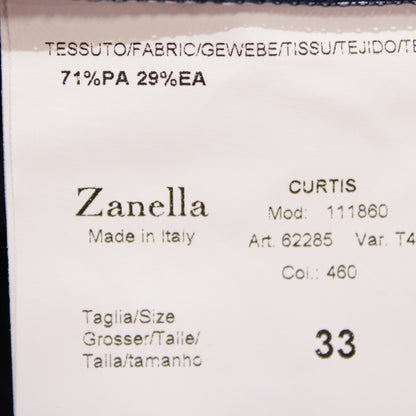 TESSUTO/FABRIC/GEWEBE/TISSU/TEJIDO/TE
71%PA 29%EA
Zanella
Made in Italy
CURTIS
Mod: 111860
Art. 62285 Var. T4
Col.: 460
Taglia/Size
Grosser/Taille/
Talla/tamanho
33